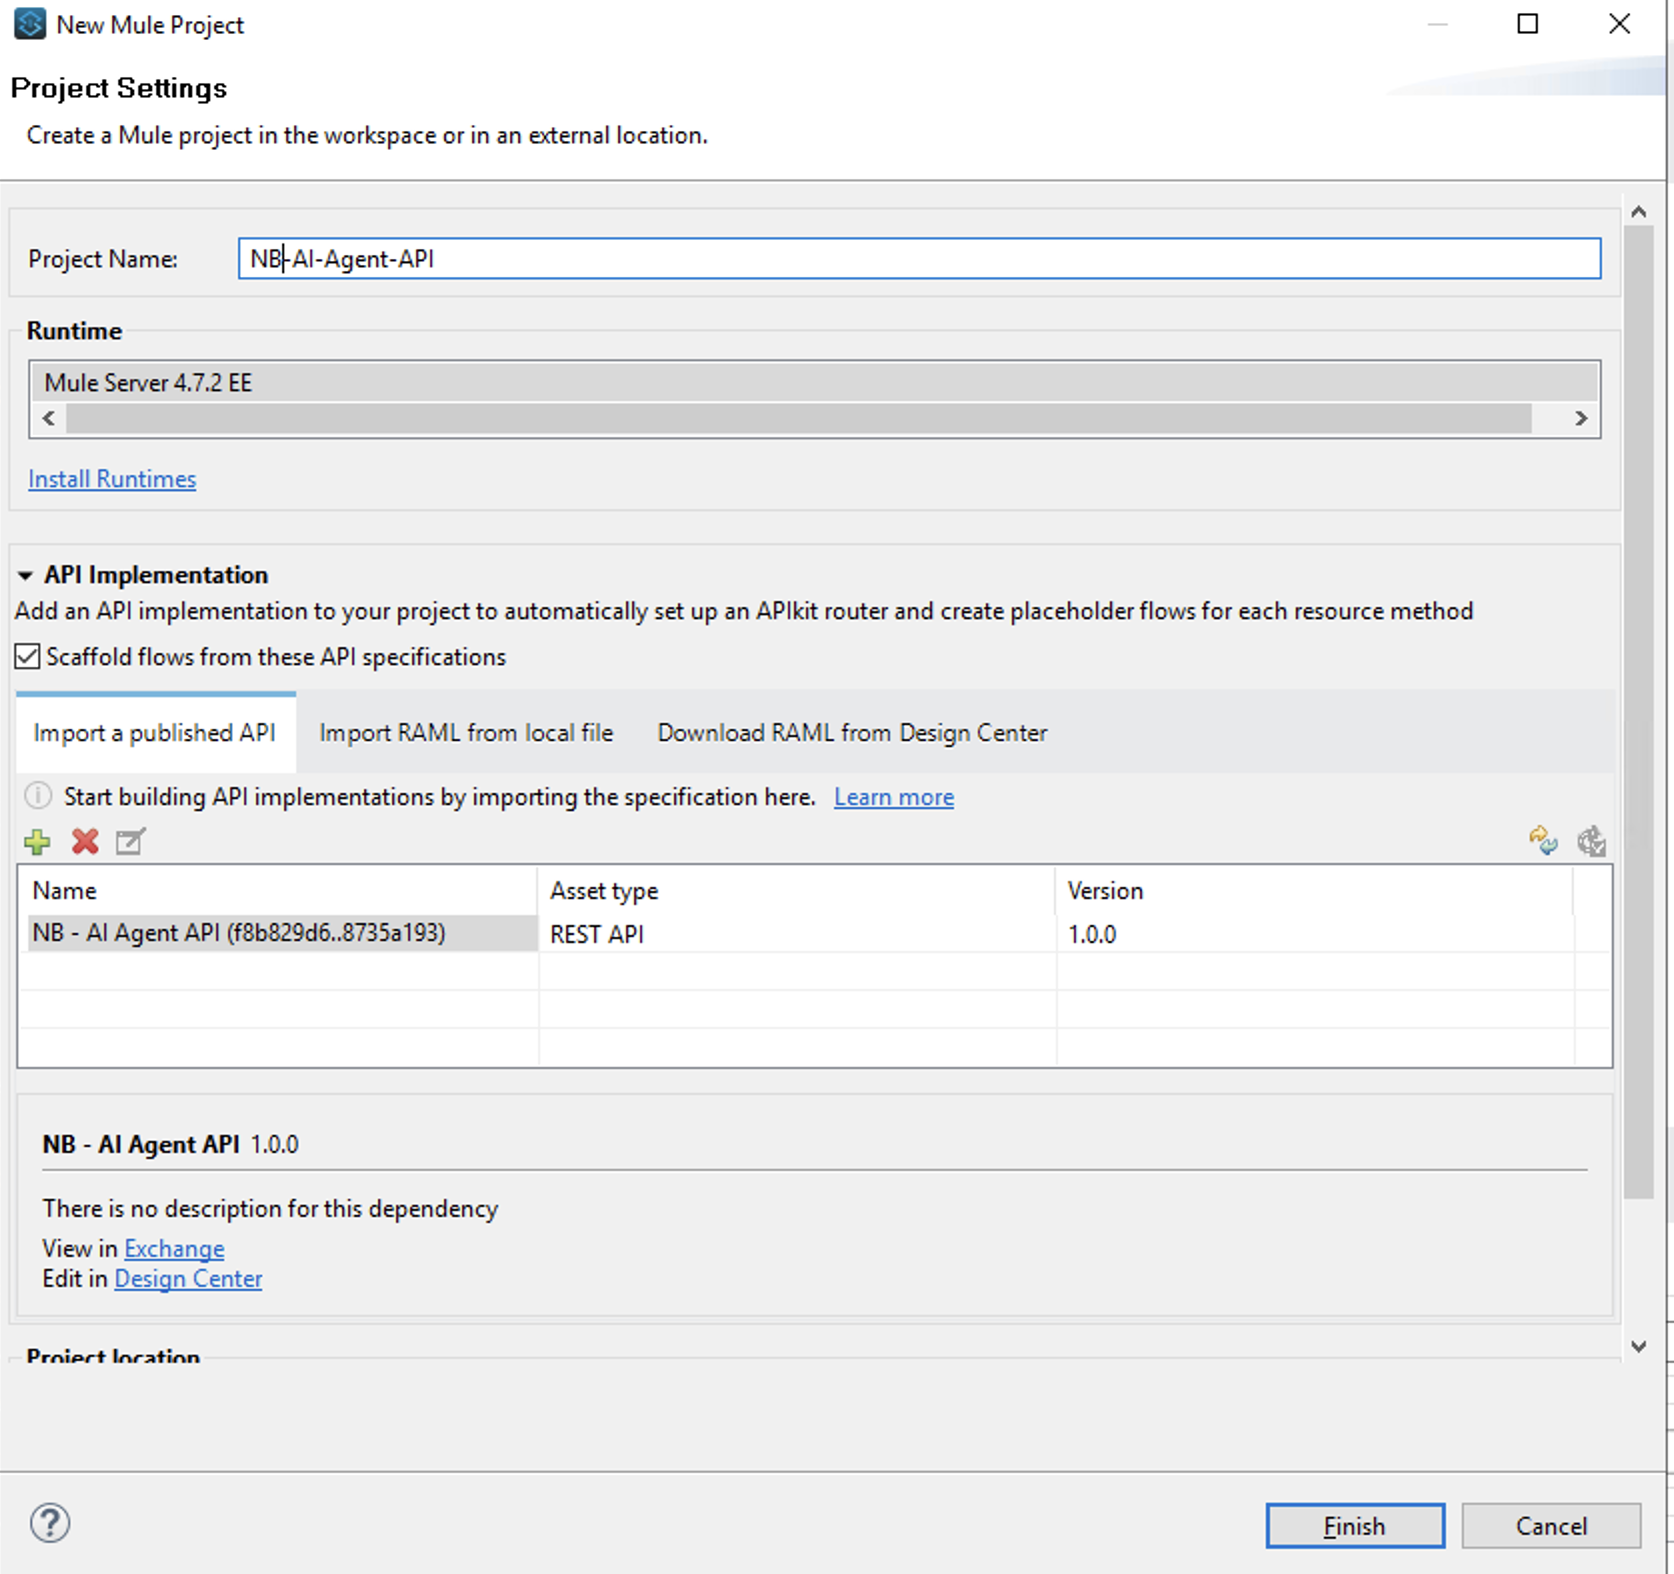 New Mule Project
Project Settings
Create a Mule project in the workspace or in an external location.
Project Name: NB-AI-Agent-API
Runtime
Mule Server 4.7.2 EE
Install Runtimes
API Implementation
Add an API implementation to your project to automatically set up an APIkit router and create placeholder flows for each resource method
Scaffold flows from these API specifications
Import a published API Import RAML from local file Download RAML from Design Center
Start building API implementations by importing the specification here. Learn more
Name Asset type Version
NB - AI Agent API (f8b829d6..8735a193) REST API 1.0.0
NB - AI Agent API 1.0.0
There is no description for this dependency
View in Exchange
Edit in Design Center
Project location
Finish Cancel